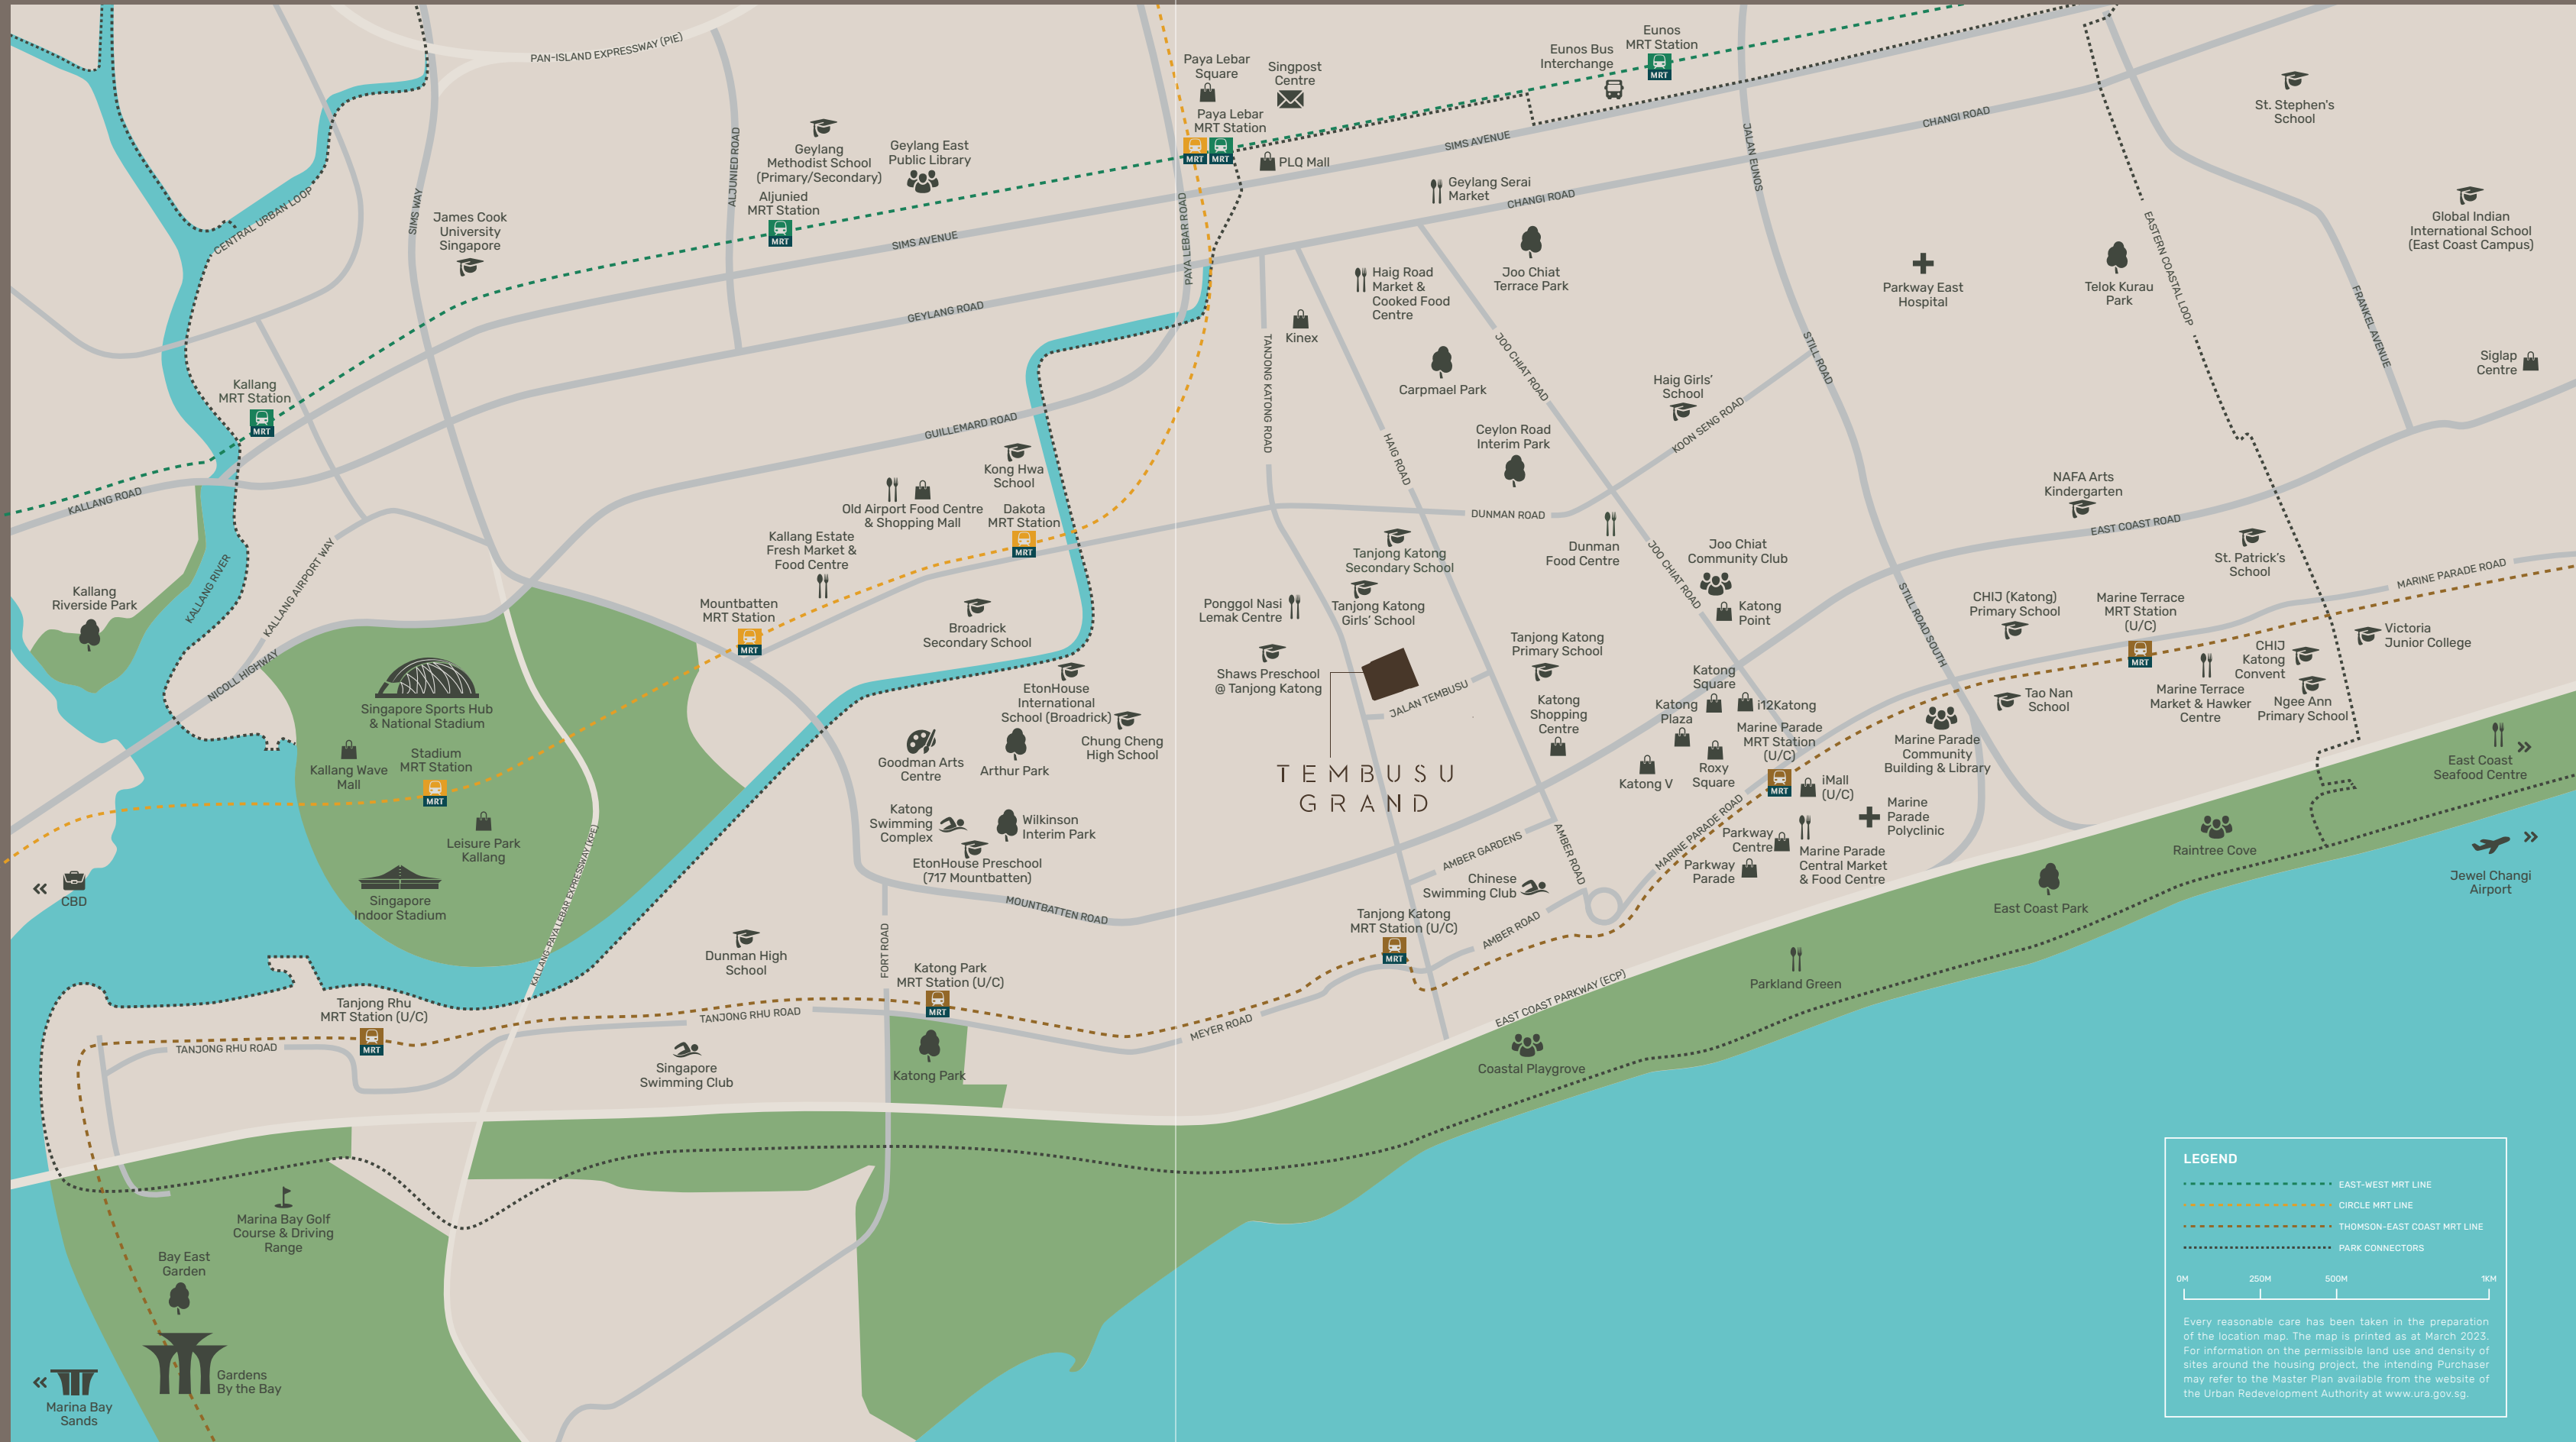 PAN-ISLAND EXPRESSWAY (PIE)
CENTRAL URBAN LOOP
SIMS WAY
James Cook
University
Singapore
ALJUNIED ROAD
Geylang
Methodist School
(Primary/Secondary)
Geylang East
Public Library
Aljunied
MRT Station
MRT
SIMS AVENUE
GEYLANG ROAD
Paya Lebar
Square
Singpost
Centre
Paya Lebar
MRT Station
MRT
MRT
PLQ Mall
PAYA LEBAR ROAD
Eunos Bus
Interchange
Eunos
MRT Station
MRT
SIMS AVENUE
Geylang Serai
Market
CHANGI ROAD
CHANGI ROAD
JALAN EUNOS
St. Stephen's
School
Global Indian
International School
(East Coast Campus)
EASTERN COASTAL LOOP
Haig Road
Market &
Cooked Food
Centre
Joo Chiat
Terrace Park
Parkway East
Hospital
Telok Kurau
Park
FRANKEL AVENUE
Siglap
Centre
Kinex
TANJONG KATONG ROAD
Carpmael Park
JOO CHIAT ROAD
STILL ROAD
Haig Girls'
School
KOON SENG ROAD
HAIG ROAD
Ceylon Road
Interim Park
Kallang
MRT Station
MRT
KALLANG ROAD
GUILLEMARD ROAD
Kong Hwa
School
Old Airport Food Centre
& Shopping Mall
Dakota
MRT Station
MRT
Kallang Estate
Fresh Market &
Food Centre
DUNMAN ROAD
NAFA Arts
Kindergarten
EAST COAST ROAD
Dunman
Food Centre
Joo Chiat
Community Club
JOO CHIAT ROAD
Tanjong Katong
Secondary School
Tanjong Katong
Girls' School
Ponggol Nasi
Lemak Centre
Katong
Point
St. Patrick's
School
MARINE PARADE ROAD
Kallang
Riverside Park
KALLANG RIVER
KALLANG AIRPORT WAY
NICOLL HIGHWAY
Mountbatten
MRT Station
MRT
Broadrick
Secondary School
EtonHouse
International
School (Broadrick)
Chung Cheng
High School
STILL ROAD SOUTH
CHIJ (Katong)
Primary School
Marine Terrace
MRT Station
(U/C)
MRT
Victoria
Junior College
CHIJ
Katong
Convent
Ngee Ann
Primary School
Marine Terrace
Market & Hawker
Centre
Tao Nan
School
Shaws Preschool
@ Tanjong Katong
Tanjong Katong
Primary School
JALAN TEMBUSU
Katong
Shopping
Centre
Katong
Square
i12Katong
Katong
Plaza
Roxy
Square
Katong V
Marine Parade
MRT Station
(U/C)
MRT
iMall
(U/C)
Marine Parade
Community
Building & Library
East Coast
Seafood Centre
Singapore Sports Hub
& National Stadium
Kallang Wave
Mall
Stadium
MRT Station
MRT
Leisure Park
Kallang
Singapore
Indoor Stadium
KALLANG-PAYA LEBAR EXPRESSWAY (KPE)
CBD
Goodman Arts
Centre
Arthur Park
Katong
Swimming
Complex
Wilkinson
Interim Park
EtonHouse Preschool
(717 Mountbatten)
MOUNTBATTEN ROAD
TEMBUSU
GRAND
AMBER GARDENS
AMBER ROAD
MARINE PARADE ROAD
Parkway
Centre
Parkway
Parade
Marine
Parade
Polyclinic
Marine Parade
Central Market
& Food Centre
Raintree Cove
Jewel Changi
Airport
Chinese
Swimming Club
Tanjong Katong
MRT Station (U/C)
MRT
AMBER ROAD
East Coast Park
Parkland Green
EAST COAST PARKWAY (ECP)
Coastal Playgrove
Dunman High
School
FORT ROAD
Katong Park
MRT Station (U/C)
MRT
TANJONG RHU ROAD
MEYER ROAD
Tanjong Rhu
MRT Station (U/C)
MRT
TANJONG RHU ROAD
Singapore
Swimming Club
Katong Park
Marina Bay Golf
Course & Driving
Range
Bay East
Garden
Gardens
By the Bay
Marina Bay
Sands
LEGEND
EAST-WEST MRT LINE
CIRCLE MRT LINE
THOMSON-EAST COAST MRT LINE
PARK CONNECTORS
0M 250M 500M 1KM
Every reasonable care has been taken in the preparation
of the location map. The map is printed as at March 2023.
For information on the permissible land use and density of
sites around the housing project, the intending Purchaser
may refer to the Master Plan available from the website of
the Urban Redevelopment Authority at www.ura.gov.sg.